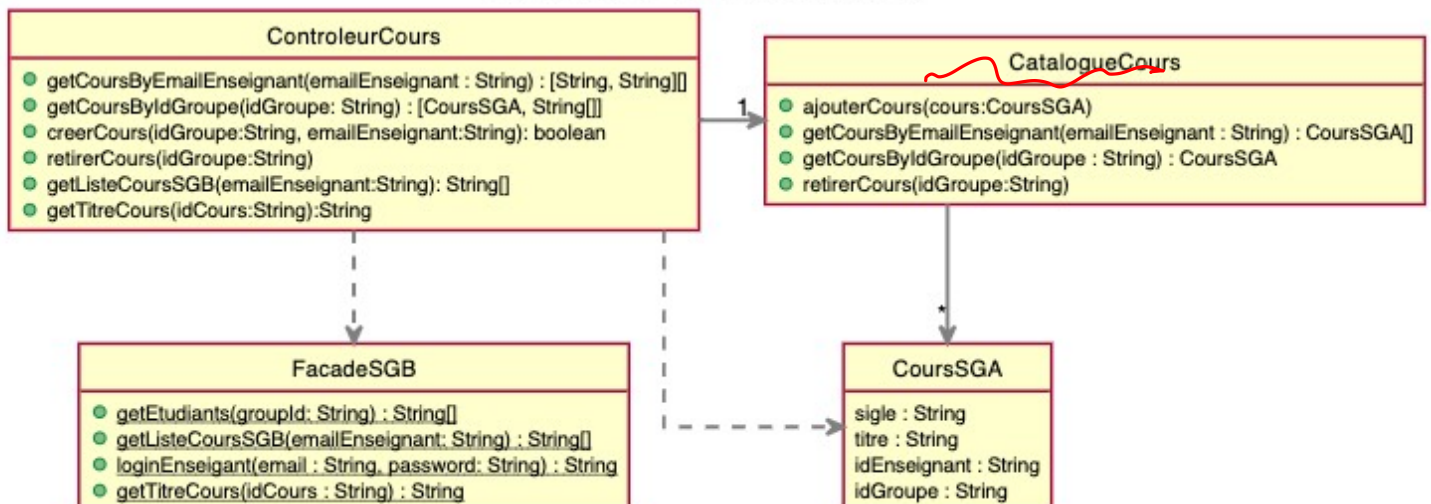 ControleurCours
getCoursByEmailEnseignant(emailEnseignant : String) : [String, String][]
getCoursByIdGroupe(idGroupe: String) : [CoursSGA, String[]]
creerCours(idGroupe:String, emailEnseignant:String): boolean
retirerCours(idGroupe:String)
getListeCoursSGB(emailEnseignant:String): String[]
getTitreCours(idCours:String):String
1
CatalogueCours
ajouterCours(cours:CoursSGA)
getCoursByEmailEnseignant(emailEnseignant : String) : CoursSGA[]
getCoursByIdGroupe(idGroupe : String) : CoursSGA
retirerCours(idGroupe:String)
*
FacadeSGB
getEtudiants(groupId: String) : String[]
getListeCoursSGB(emailEnseignant: String) : String[]
loginEnseigant(email : String, password: String) : String
getTitreCours(idCours : String) : String
CoursSGA
sigle : String
titre : String
idEnseignant : String
idGroupe : String